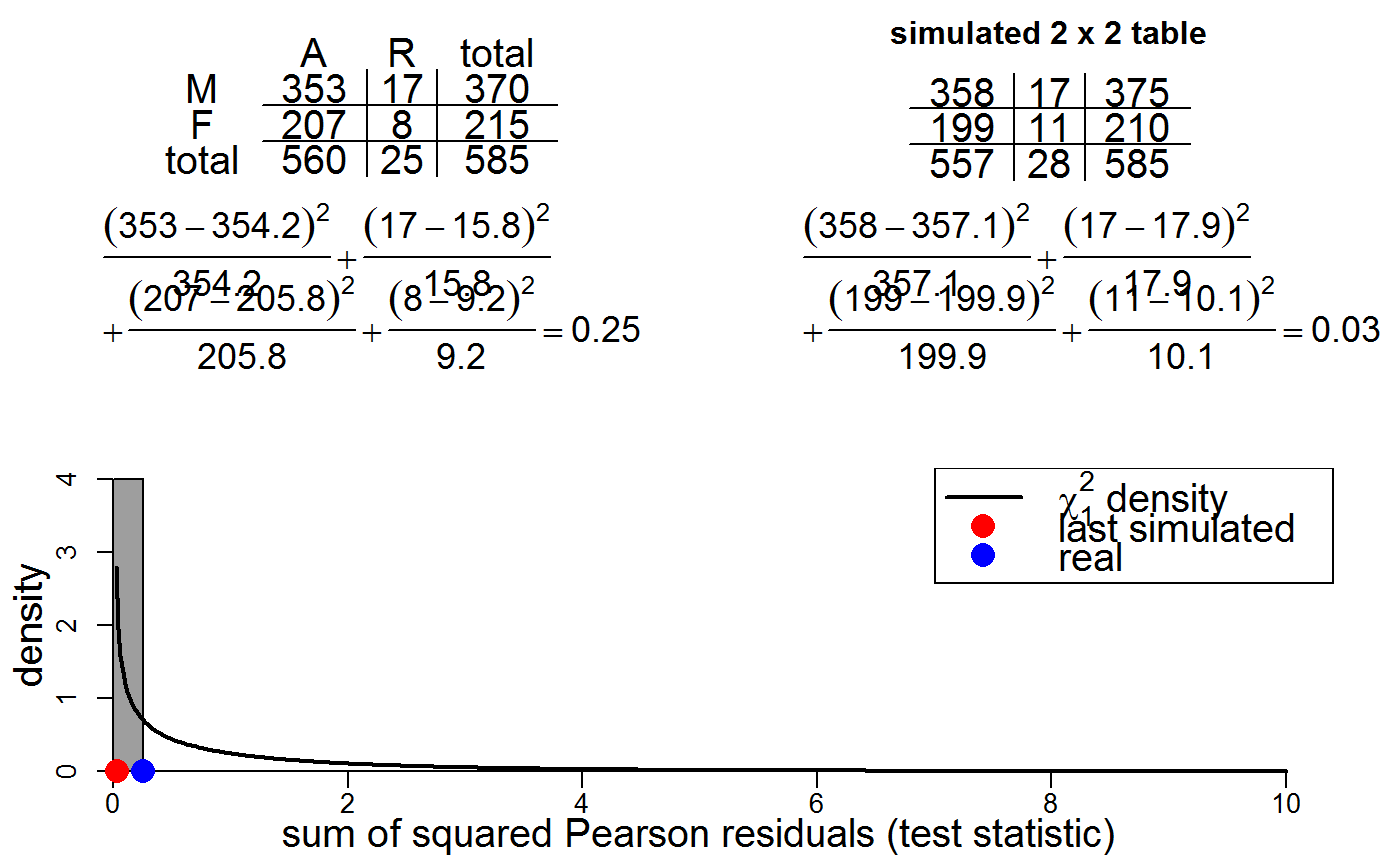 A R total
M 353 17 370
F 207 8 215
total 560 25 585
(353 – 354.2)² / 354.2 + (17 – 15.8)² / 15.8
+ (207 – 205.8)² / 205.8 + (8 – 9.2)² / 9.2 = 0.25
simulated 2 x 2 table
358 17 375
199 11 210
557 28 585
(358 – 357.1)² / 357.1 + (17 – 17.9)² / 17.9
+ (199 – 199.9)² / 199.9 + (11 – 10.1)² / 10.1 = 0.03
χ²₁ density
last simulated
real
density
4
3
2
1
0
0 2 4 6 8 10
sum of squared Pearson residuals (test statistic)